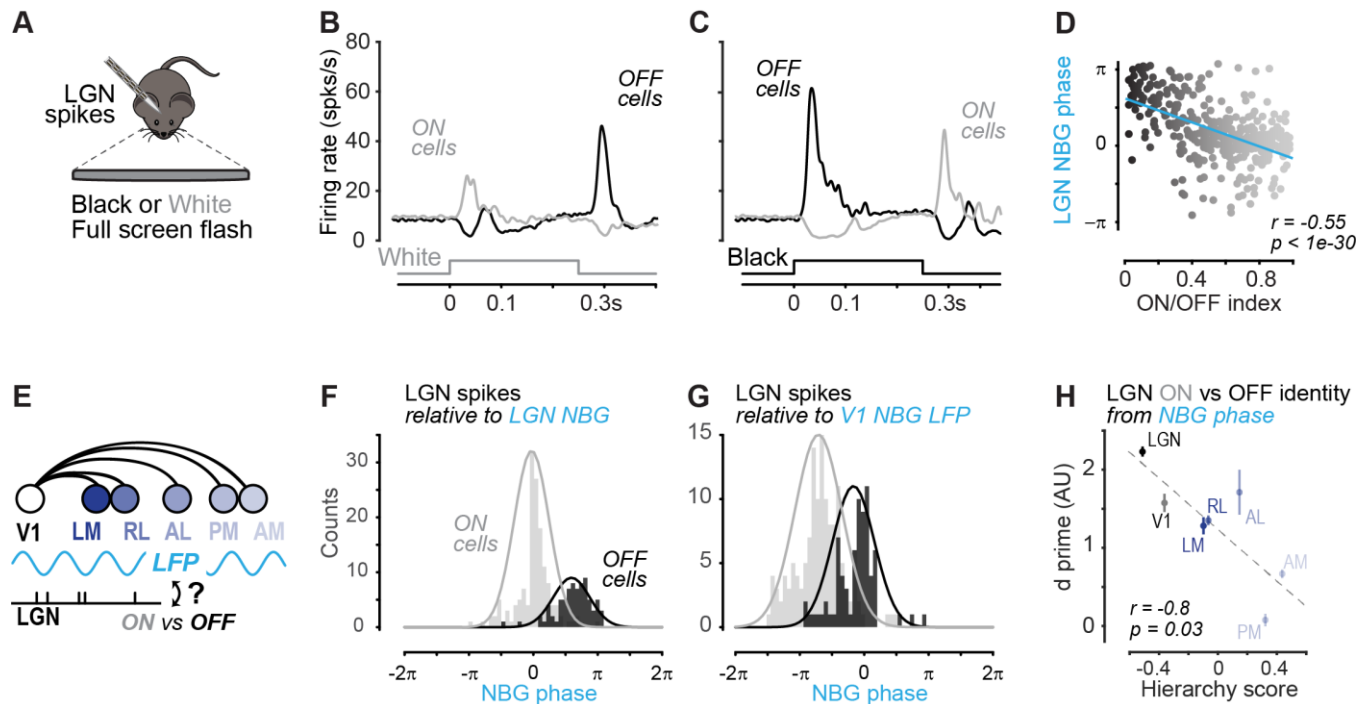 A
LGN
spikes
Black or White
Full screen flash
B
Firing rate (spks/s)
80
60
40
20
0
ON
cells
OFF
cells
White
0
0.1
0.3s
C
OFF
cells
ON
cells
Black
0
0.1
0.3s
D
LGN NBG phase
π
0
-π
r = -0.55
p < 1e-30
0
0.4
0.8
ON/OFF index
E
V1
LM
RL
AL
PM
AM
LFP
?
LGN
ON vs OFF
F
LGN spikes
relative to LGN NBG
Counts
30
20
10
0
ON
cells
OFF
cells
-2π
-π
0
π
2π
NBG phase
G
LGN spikes
relative to V1 NBG LFP
15
10
5
0
-2π
-π
0
π
2π
NBG phase
H
LGN ON vs OFF identity
from NBG phase
d prime (AU)
2
1
0
LGN
V1
LM
RL
AL
AM
PM
r = -0.8
p = 0.03
-0.4
0
0.4
Hierarchy score